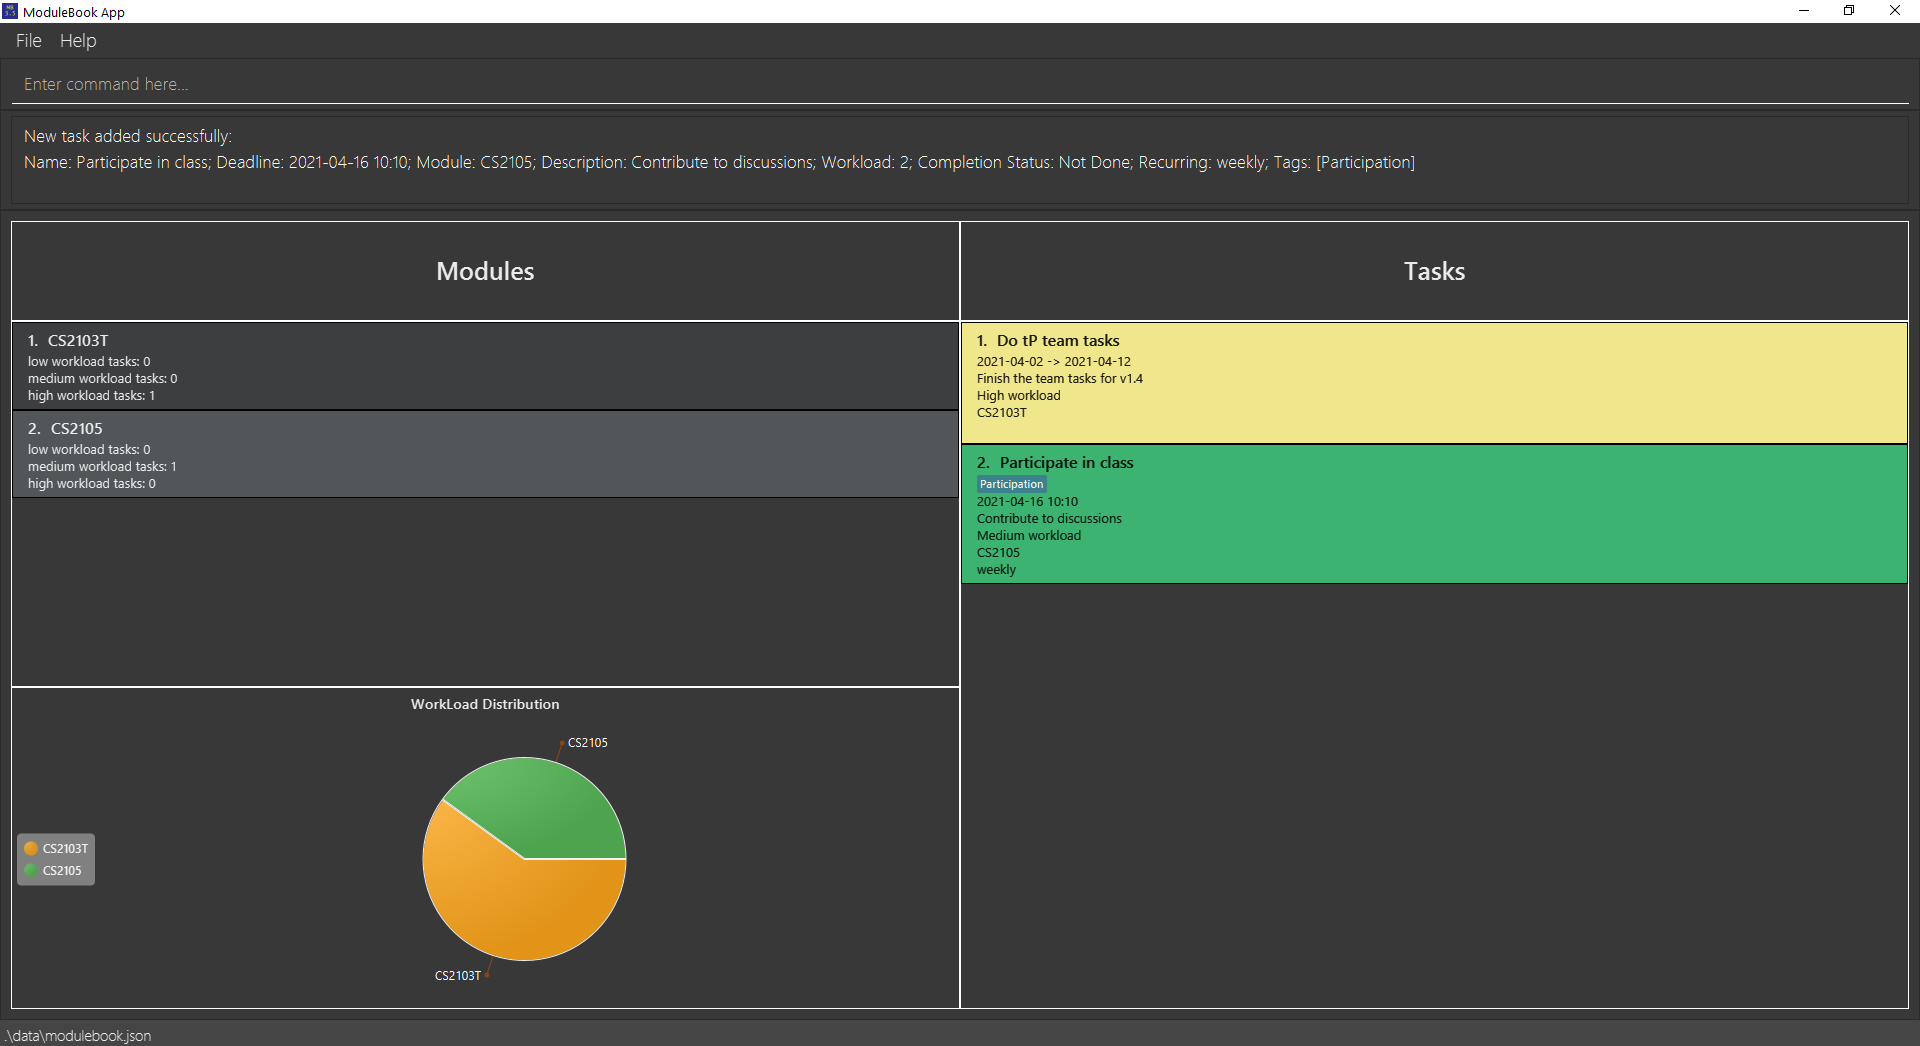 ModuleBook App
File Help
Enter command here...
New task added successfully:
Name: Participate in class; Deadline: 2021-04-16 10:10; Module: CS2105; Description: Contribute to discussions; Workload: 2; Completion Status: Not Done; Recurring: weekly; Tags: [Participation]
Modules
1. CS2103T
low workload tasks: 0
medium workload tasks: 0
high workload tasks: 1
2. CS2105
low workload tasks: 0
medium workload tasks: 1
high workload tasks: 0
WorkLoad Distribution
CS2105
CS2103T
CS2103T
CS2105
Tasks
1. Do tP team tasks
2021-04-02 -> 2021-04-12
Finish the team tasks for v1.4
High workload
CS2103T
2. Participate in class
Participation
2021-04-16 10:10
Contribute to discussions
Medium workload
CS2105
weekly
.\data\modulebook.json